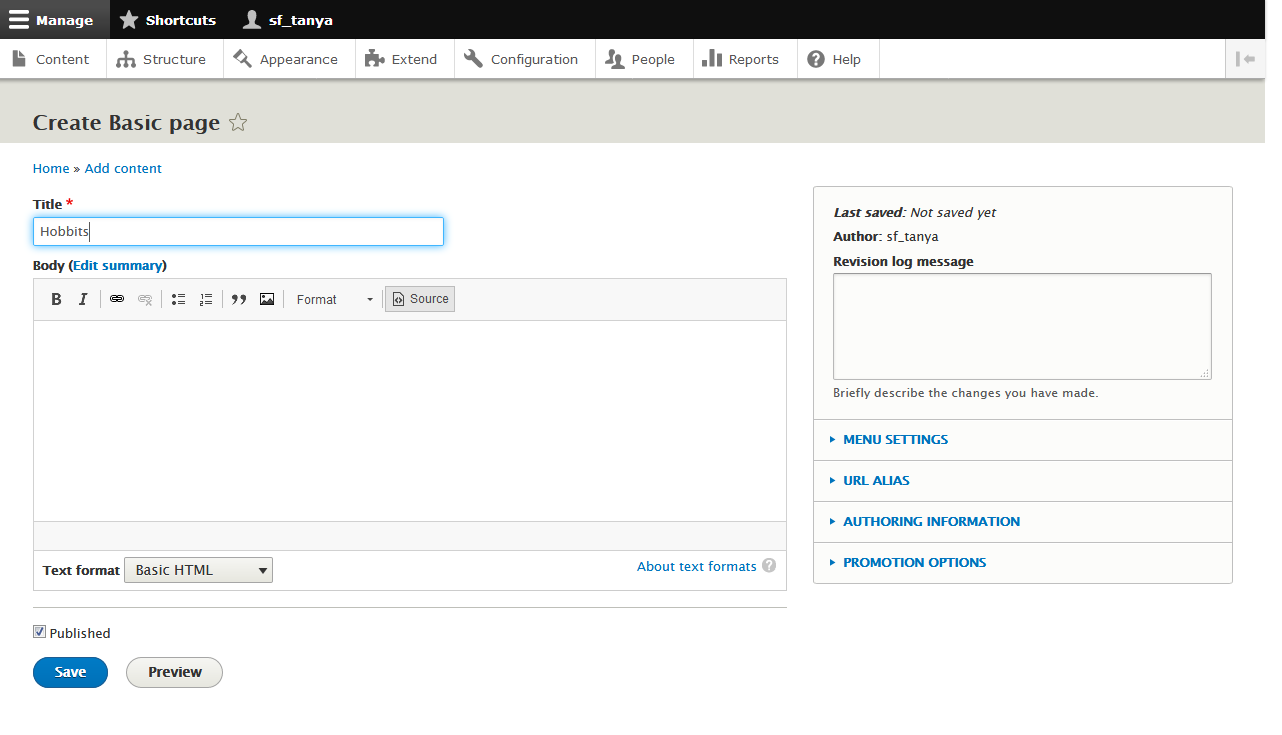 Manage Shortcuts sf_tanya
Content Structure Appearance Extend Configuration People Reports Help
Create Basic page
Home » Add content
Title *
Hobbits
Body (Edit summary)
B I Format Source
Text format Basic HTML About text formats ?
Published
Save Preview
Last saved: Not saved yet
Author: sf_tanya
Revision log message
Briefly describe the changes you have made.
MENU SETTINGS
URL ALIAS
AUTHORING INFORMATION
PROMOTION OPTIONS